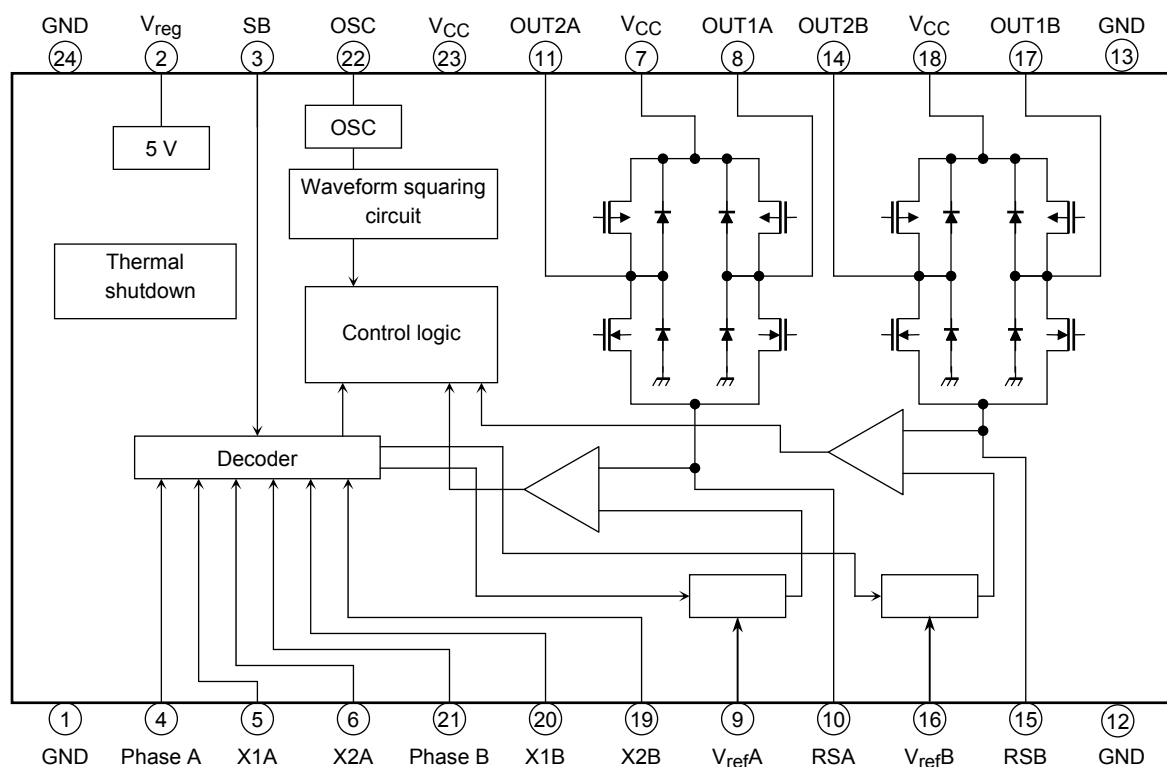 GND
Vreg
SB
OSC
VCC
OUT2A
VCC
OUT1A
OUT2B
VCC
OUT1B
GND
24
2
3
22
23
11
7
8
14
18
17
13
5 V
OSC
Waveform squaring
circuit
Thermal
shutdown
Control logic
Decoder
1
4
5
6
21
20
19
9
10
16
15
12
GND
Phase A
X1A
X2A
Phase B
X1B
X2B
VrefA
RSA
VrefB
RSB
GND